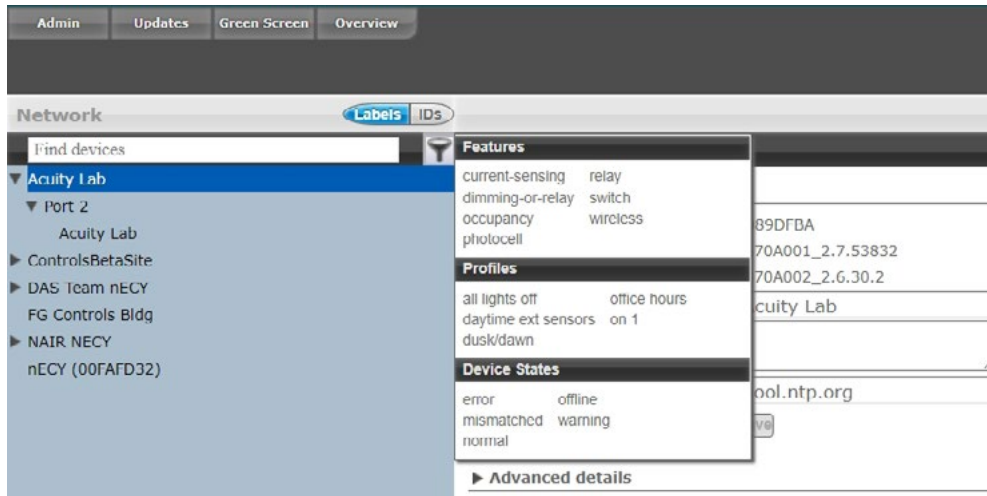 Admin Updates Green Screen Overview
Network Labels IDs
Find devices
Acuity Lab
Port 2
Acuity Lab
ControlsBetaSite
DAS Team nECY
FG Controls Bldg
NAIR NECY
nECY (00FAFD32)
Features
current-sensing relay
dimming-or-relay switch
occupancy wireless
photocell
Profiles
all lights off office hours
daytime ext sensors on 1
dusk/dawn
Device States
error offline
mismatched warning
normal
89DFBA
70A001_2.7.53832
70A002_2.6.30.2
cuity Lab
ool.ntp.org
ve
Advanced details